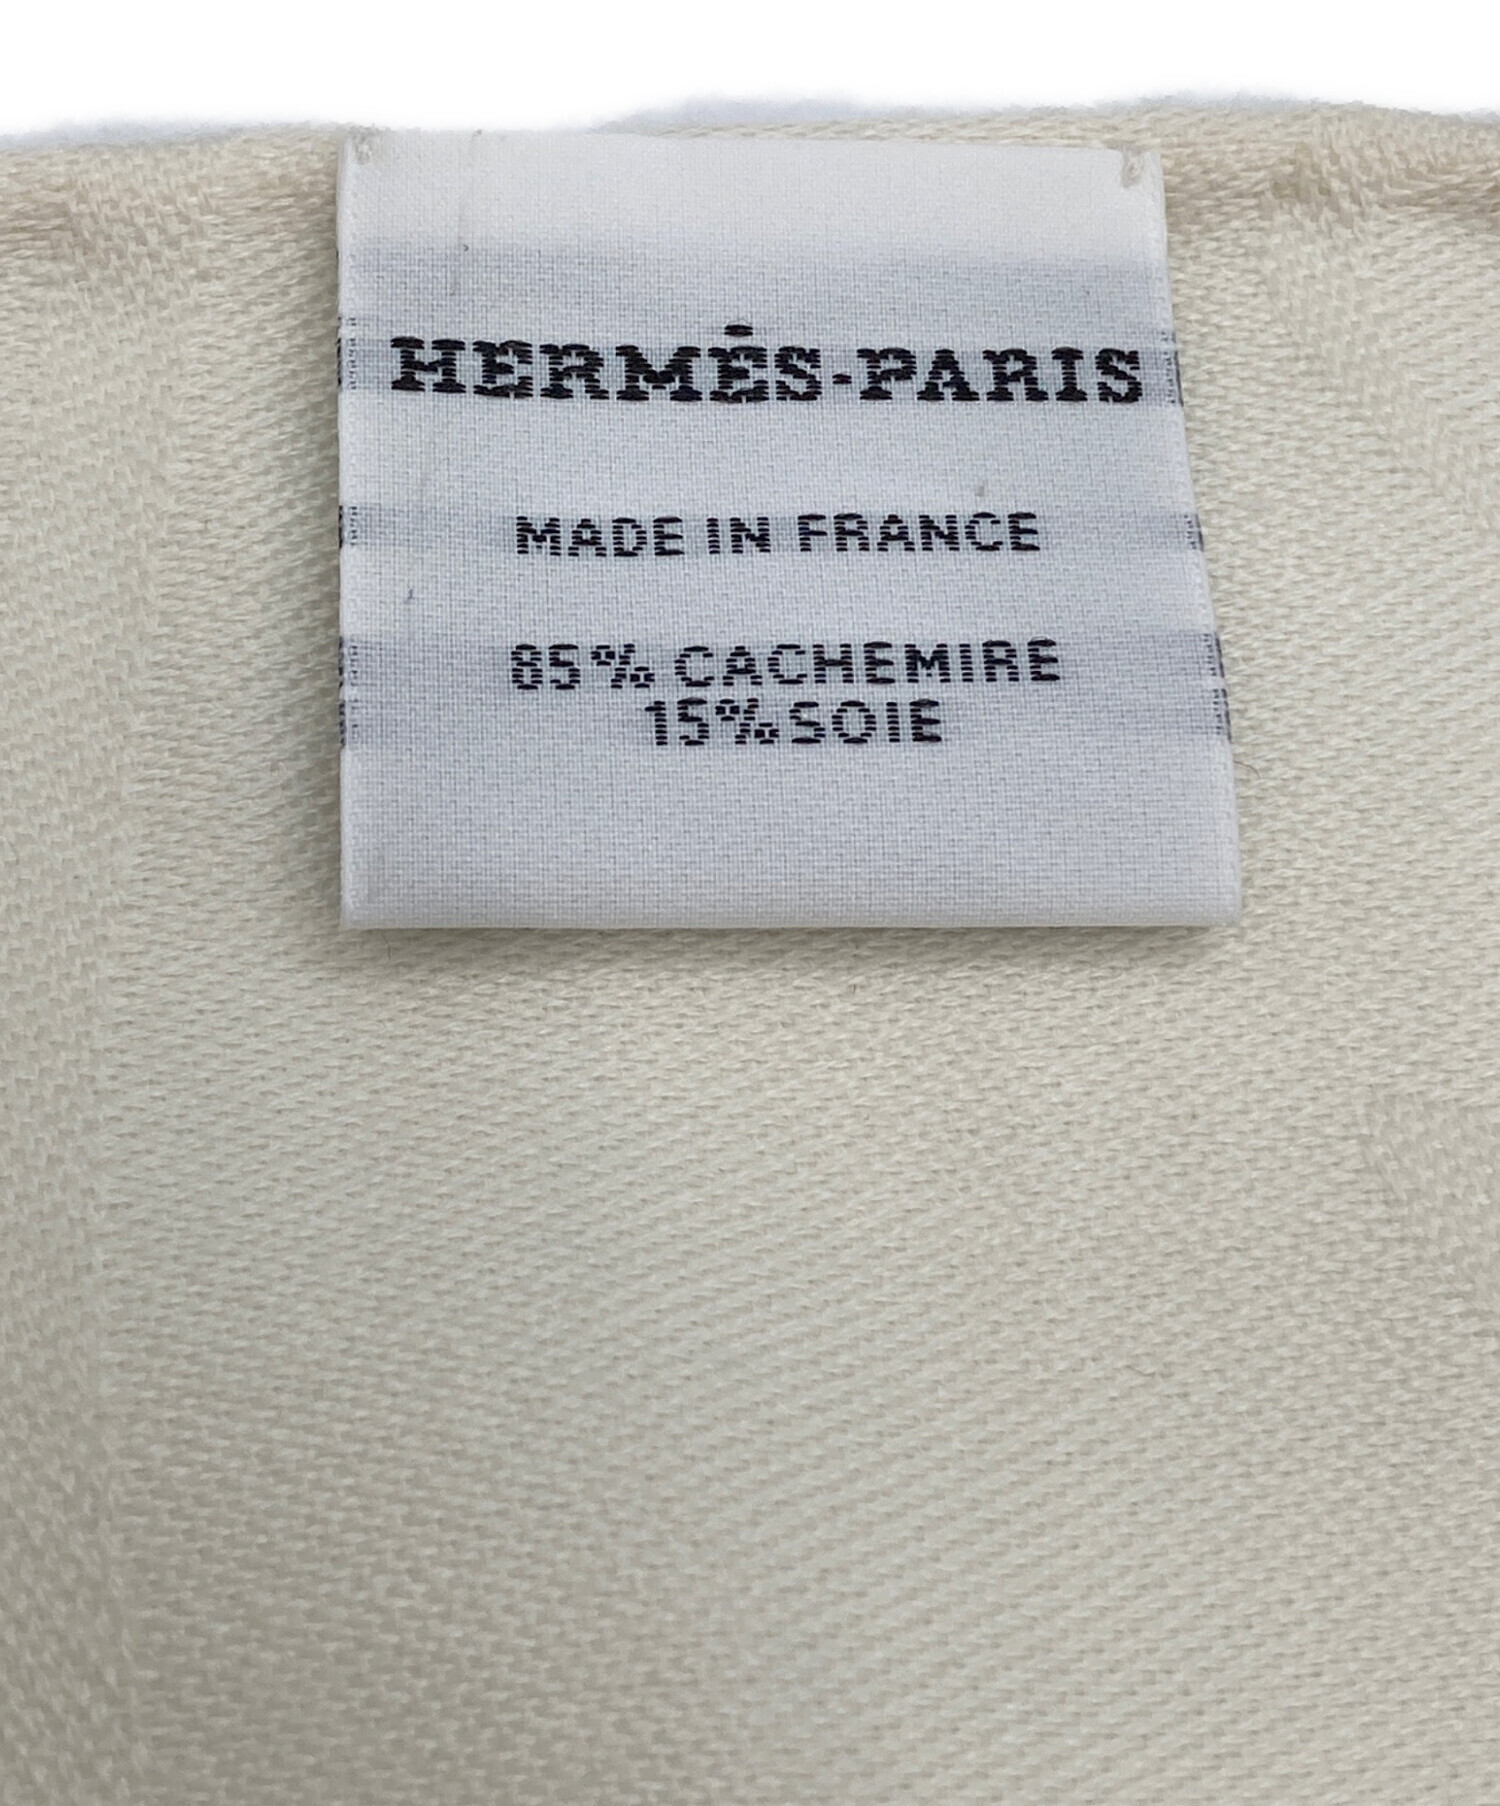 HERMÈS-PARIS
MADE IN FRANCE
85% CACHEMIRE
15% SOIE